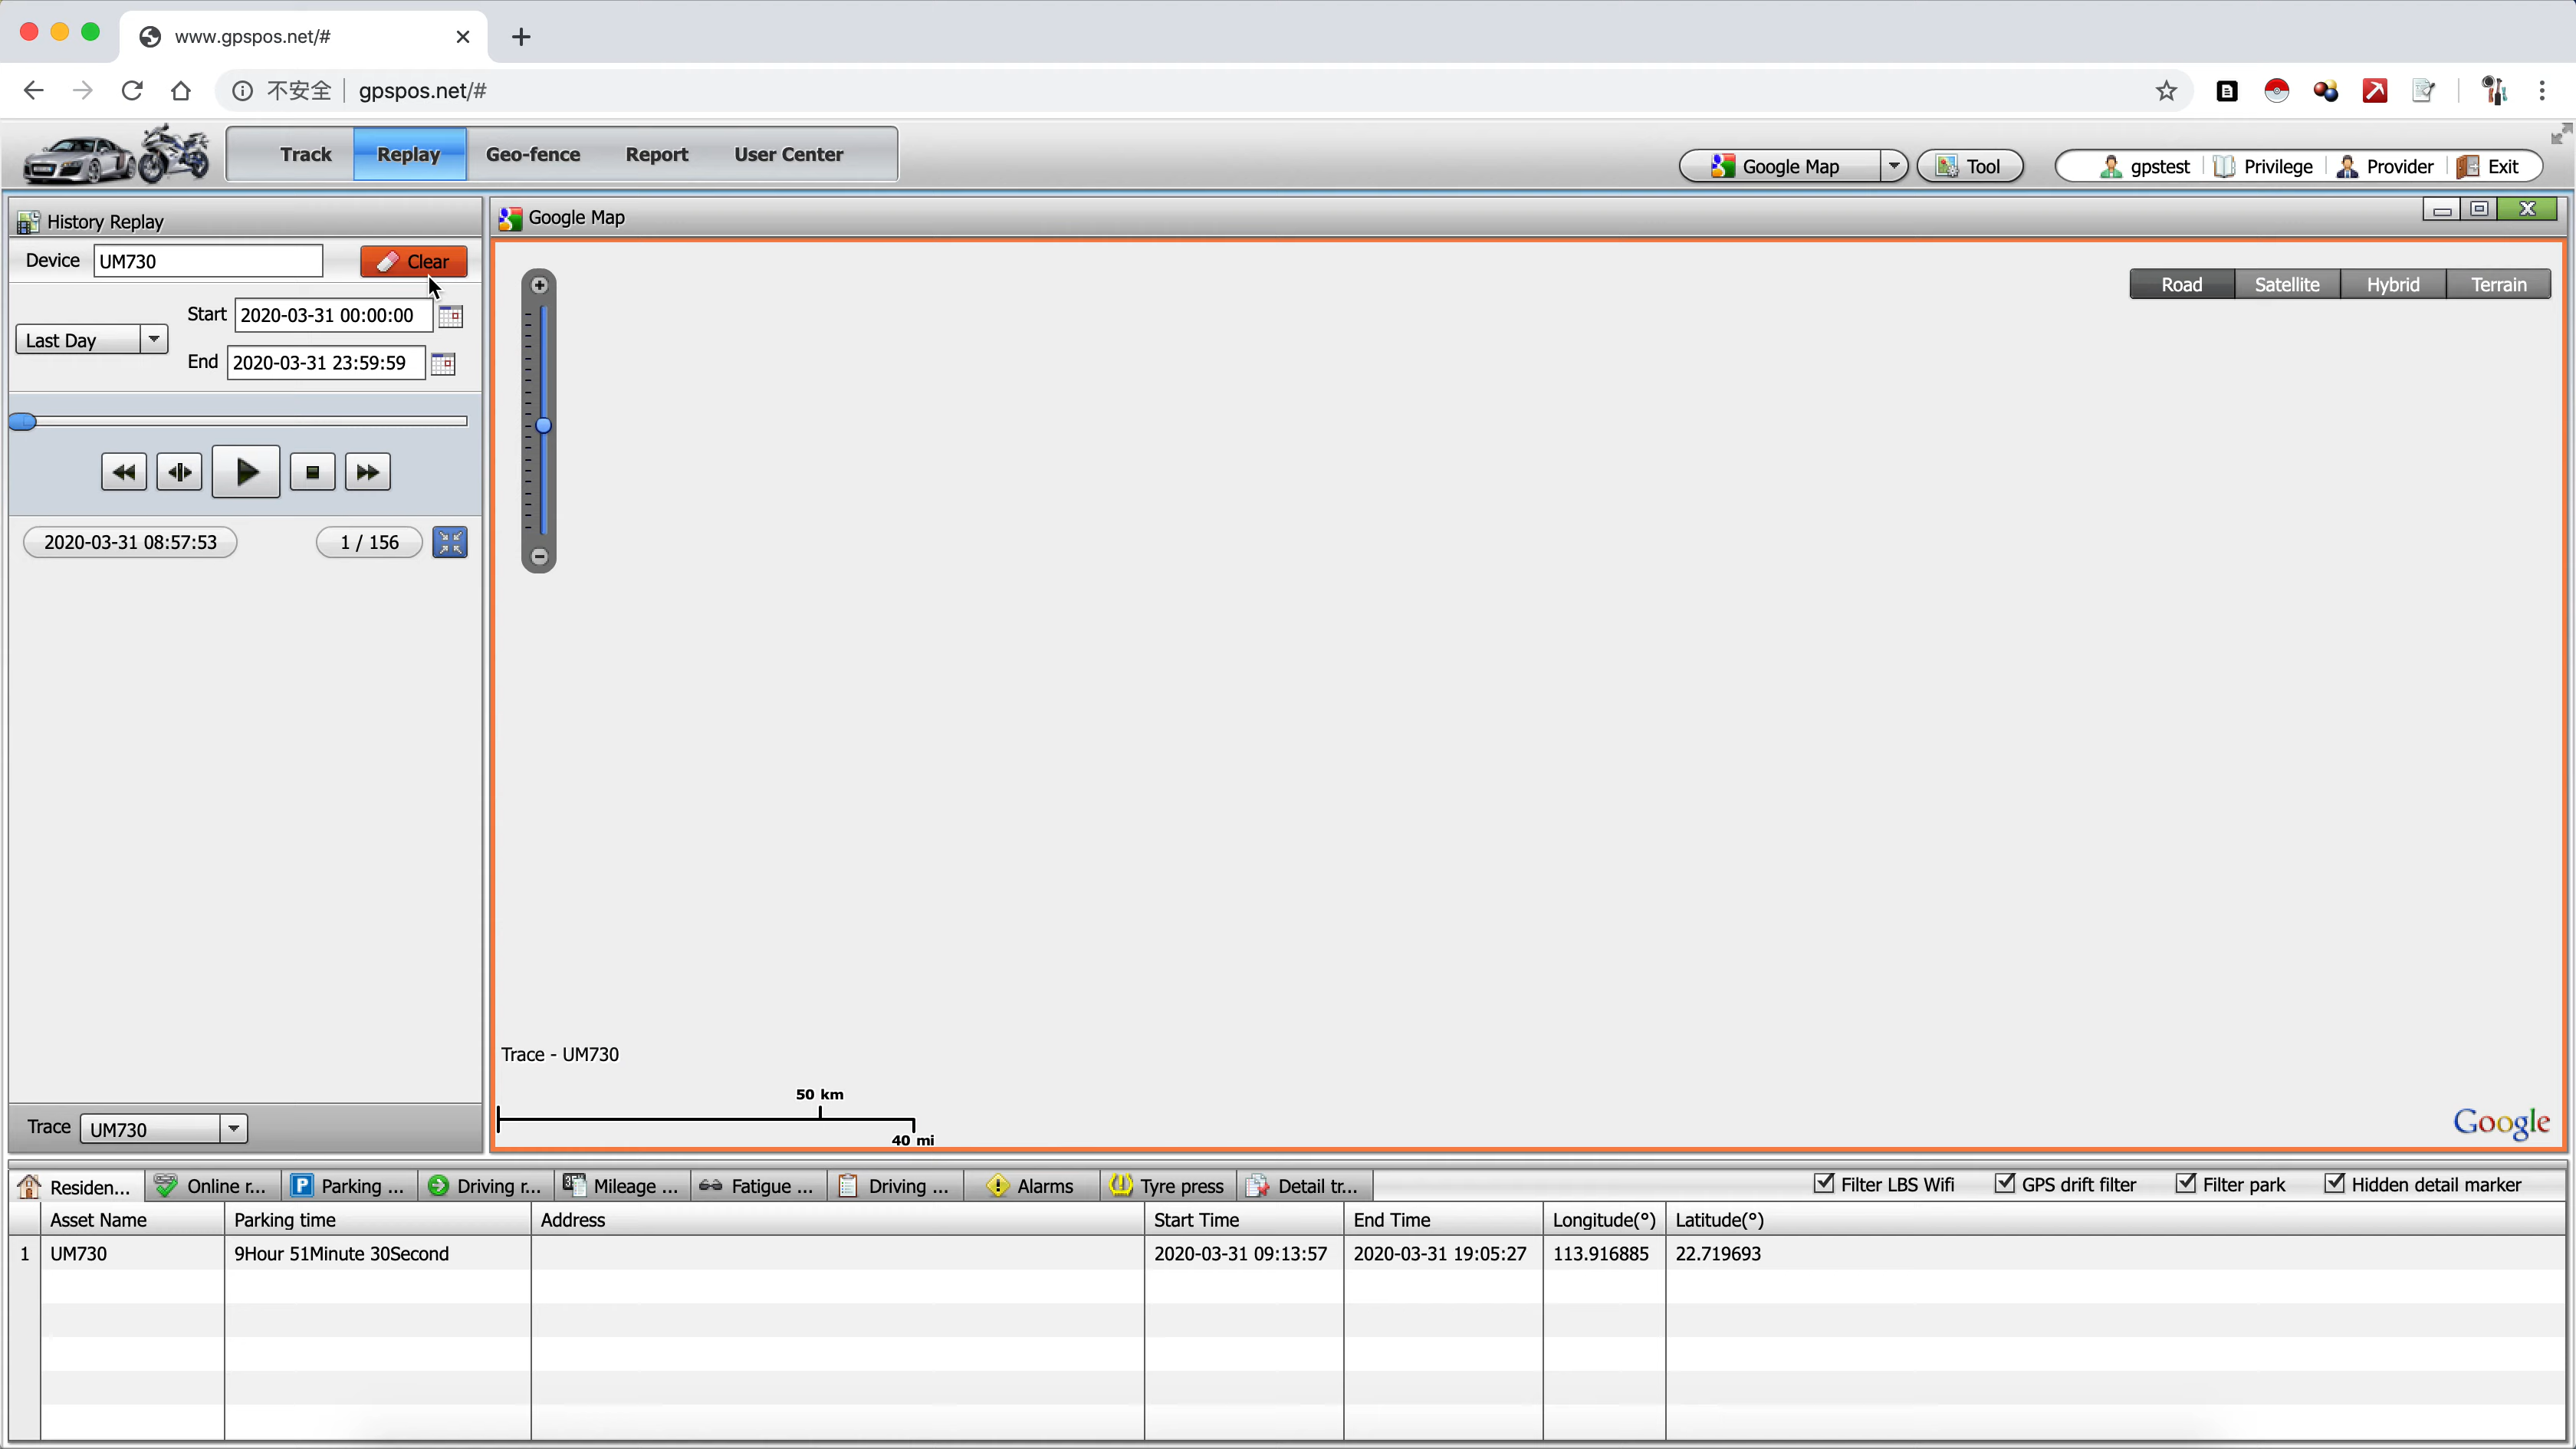 www.gpspos.net/#
不安全 gpspos.net/#
Track Replay Geo-fence Report User Center
Google Map Tool gpstest Privilege Provider Exit
History Replay
Google Map
Device UM730 Clear
Road Satellite Hybrid Terrain
Start 2020-03-31 00:00:00
Last Day
End 2020-03-31 23:59:59
2020-03-31 08:57:53 1 / 156
Trace - UM730
50 km
40 mi
Google
Trace UM730
Residen... Online r... Parking ... Driving r... Mileage ... Fatigue ... Driving ... Alarms Tyre press Detail tr... Filter LBS Wifi GPS drift filter Filter park Hidden detail marker
Asset Name Parking time Address Start Time End Time Longitude(°) Latitude(°)
1 UM730 9Hour 51Minute 30Second 2020-03-31 09:13:57 2020-03-31 19:05:27 113.916885 22.719693